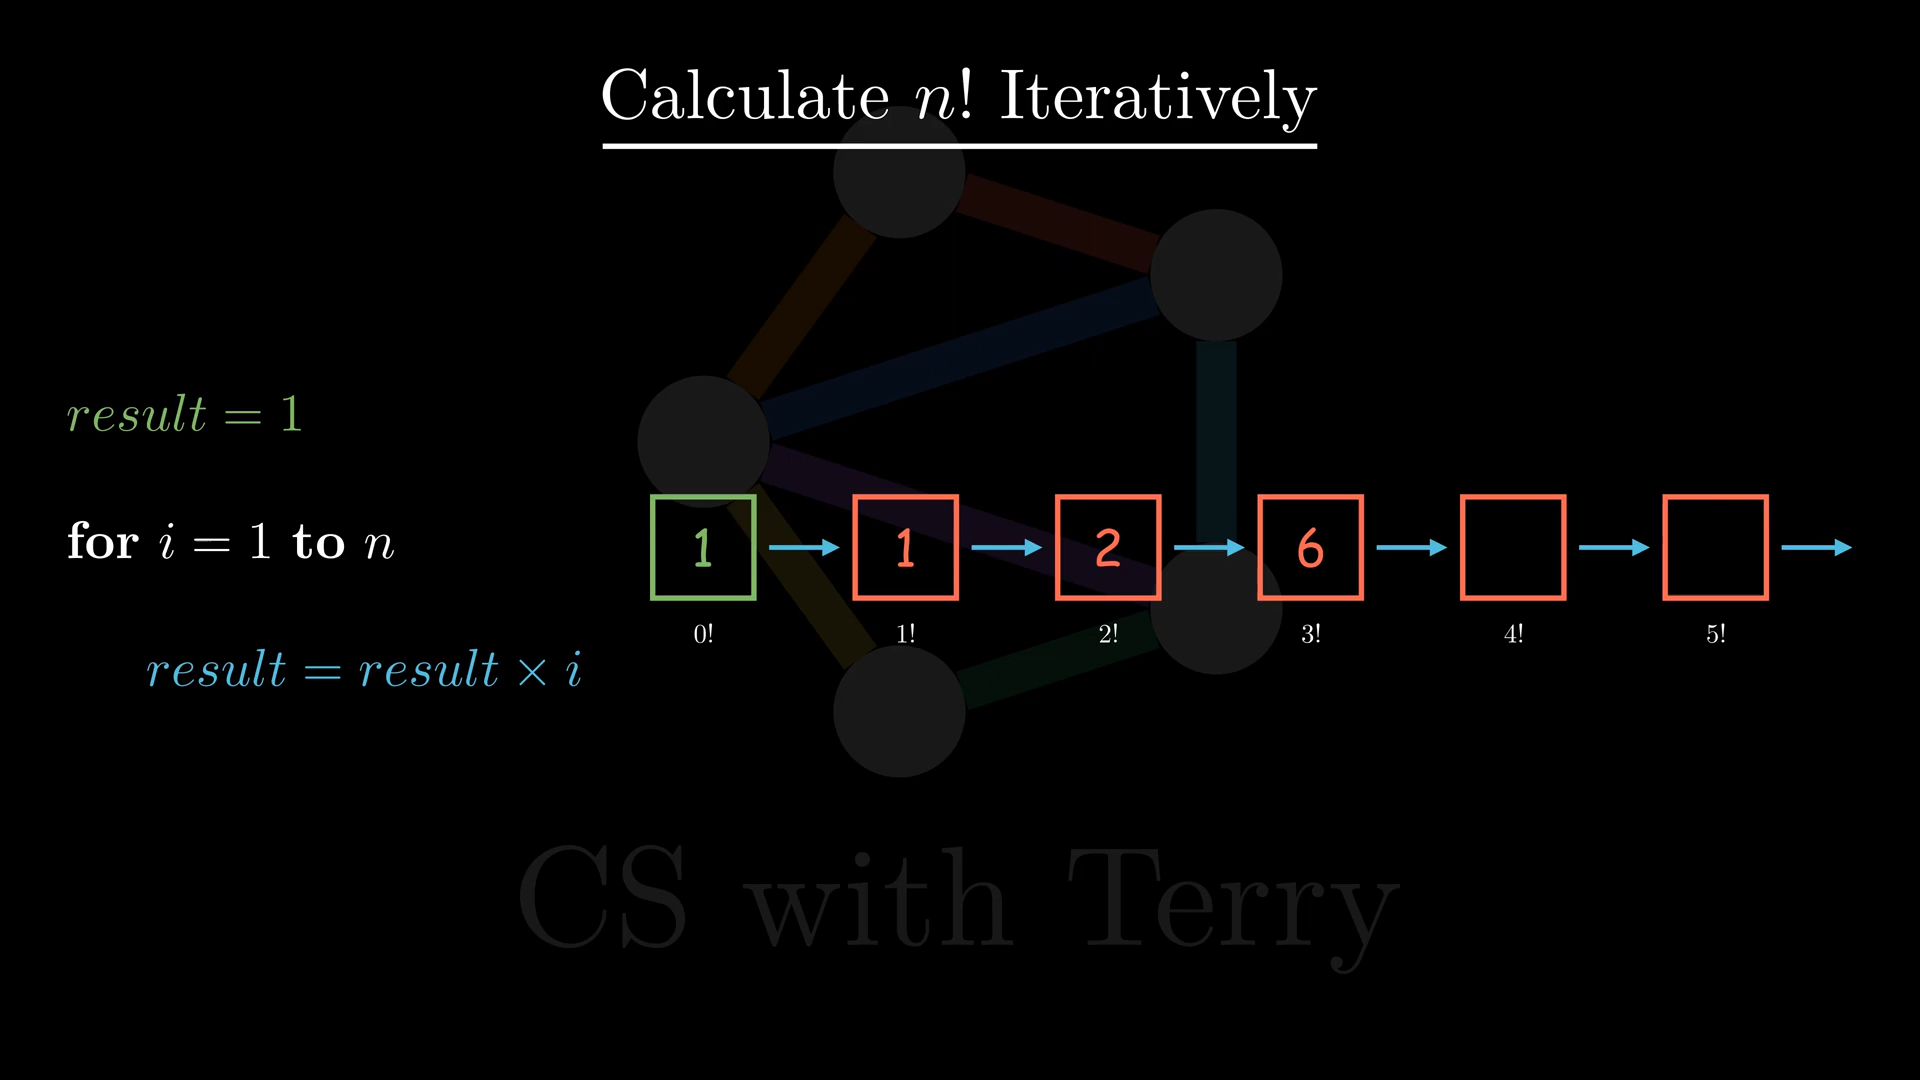 Calculate n! Iteratively
result = 1
for i = 1 to n
result = result × i
1 1 2 6
0! 1! 2! 3! 4! 5!
CS with Terry